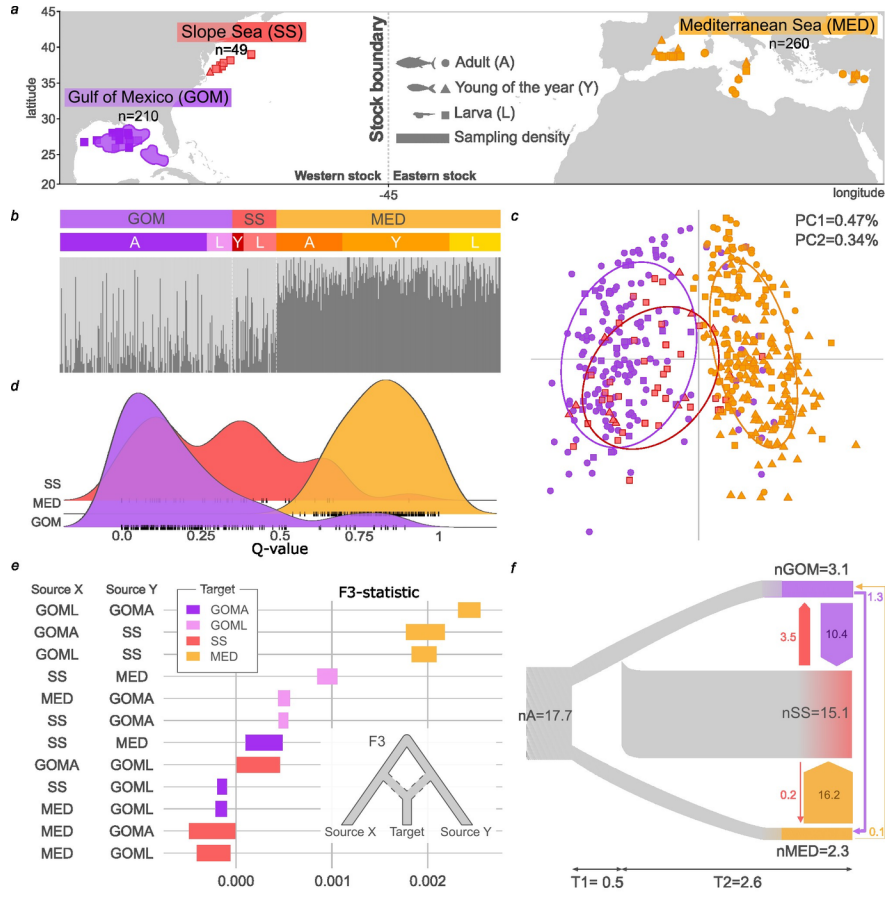 a
45
40
35
30
25
20
latitude
Slope Sea (SS)
n=49
Gulf of Mexico (GOM)
n=210
Stock boundary
Adult (A)
Young of the year (Y)
Larva (L)
Sampling density
Mediterranean Sea (MED)
n=260
Western stock
Eastern stock
-45
longitude
b
GOM SS MED
A L Y L A Y L
c
PC1=0.47%
PC2=0.34%
d
SS
MED
GOM
0.0 0.25 0.5 0.75 1
Q-value
e
Source X Source Y
Target
GOMA
GOML
SS
MED
F3-statistic
GOML GOMA
GOMA SS
GOML SS
SS MED
MED GOMA
SS GOMA
SS MED
GOMA GOML
SS GOML
MED GOML
MED GOMA
MED GOML
F3
Source X Target Source Y
0.000 0.001 0.002
f
nGOM=3.1
1.3
3.5
10.4
nA=17.7
nSS=15.1
0.2
16.2
0.1
nMED=2.3
T1= 0.5
T2=2.6